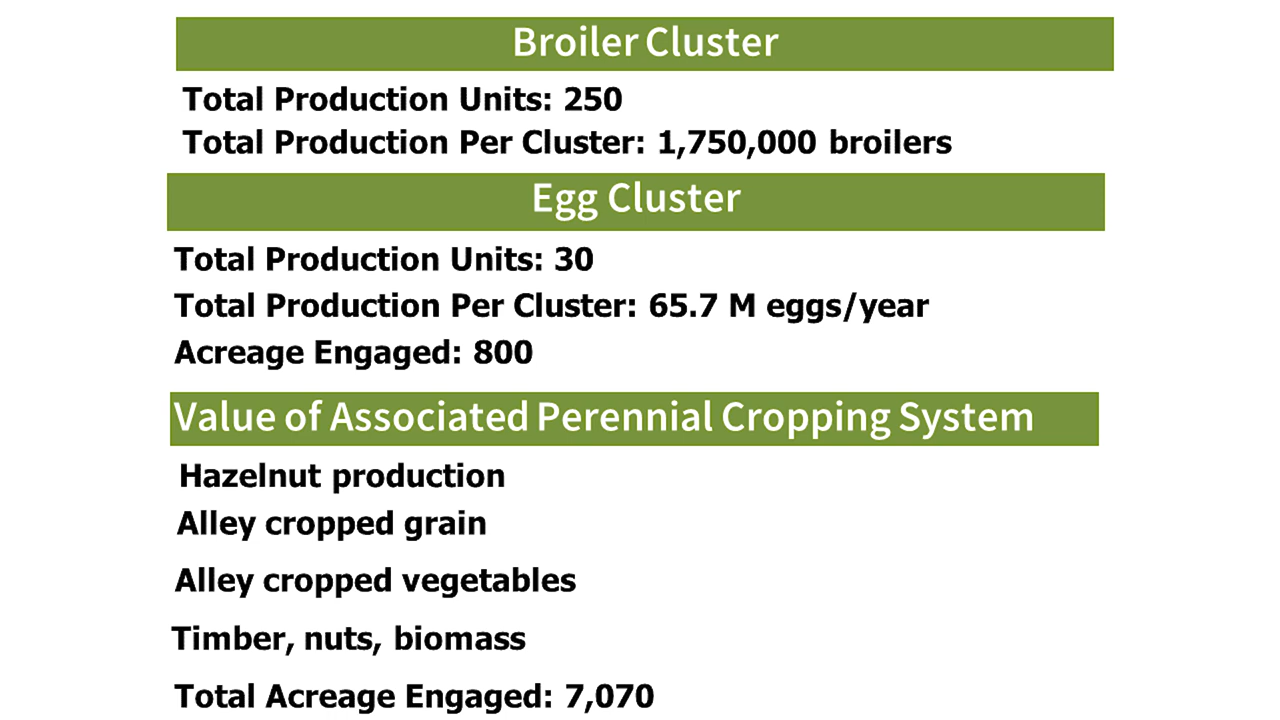 Broiler Cluster
Total Production Units: 250
Total Production Per Cluster: 1,750,000 broilers
Egg Cluster
Total Production Units: 30
Total Production Per Cluster: 65.7 M eggs/year
Acreage Engaged: 800
Value of Associated Perennial Cropping System
Hazelnut production
Alley cropped grain
Alley cropped vegetables
Timber, nuts, biomass
Total Acreage Engaged: 7,070